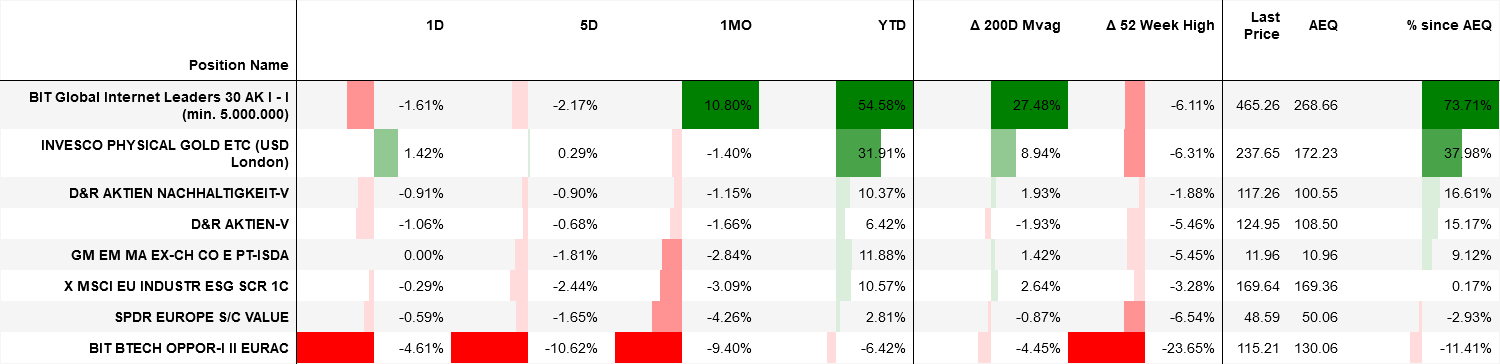 Position Name 1D 5D 1MO YTD Δ 200D Mvag Δ 52 Week High Last Price AEQ % since AEQ
BIT Global Internet Leaders 30 AK I - I (min. 5.000.000) -1.61% -2.17% 10.80% 54.58% 27.48% -6.11% 465.26 268.66 73.71%
INVESCO PHYSICAL GOLD ETC (USD London) 1.42% 0.29% -1.40% 31.91% 8.94% -6.31% 237.65 172.23 37.98%
D&R AKTIEN NACHHALTIGKEIT-V -0.91% -0.90% -1.15% 10.37% 1.93% -1.88% 117.26 100.55 16.61%
D&R AKTIEN-V -1.06% -0.68% -1.66% 6.42% -1.93% -5.46% 124.95 108.50 15.17%
GM EM MA EX-CH CO E PT-ISDA 0.00% -1.81% -2.84% 11.88% 1.42% -5.45% 11.96 10.96 9.12%
X MSCI EU INDUSTR ESG SCR 1C -0.29% -2.44% -3.09% 10.57% 2.64% -3.28% 169.64 169.36 0.17%
SPDR EUROPE S/C VALUE -0.59% -1.65% -4.26% 2.81% -0.87% -6.54% 48.59 50.06 -2.93%
BIT BTECH OPPOR-I II EURAC -4.61% -10.62% -9.40% -6.42% -4.45% -23.65% 115.21 130.06 -11.41%